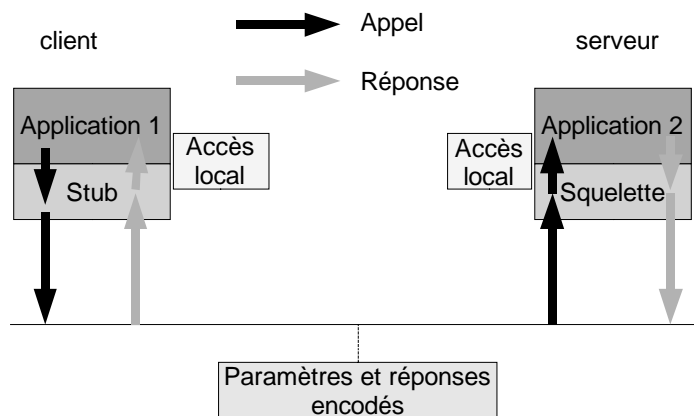 client
Appel
serveur
Réponse
Application 1
Accès
local
Stub
Accès
local
Application 2
Squelette
Paramètres et réponses
encodés